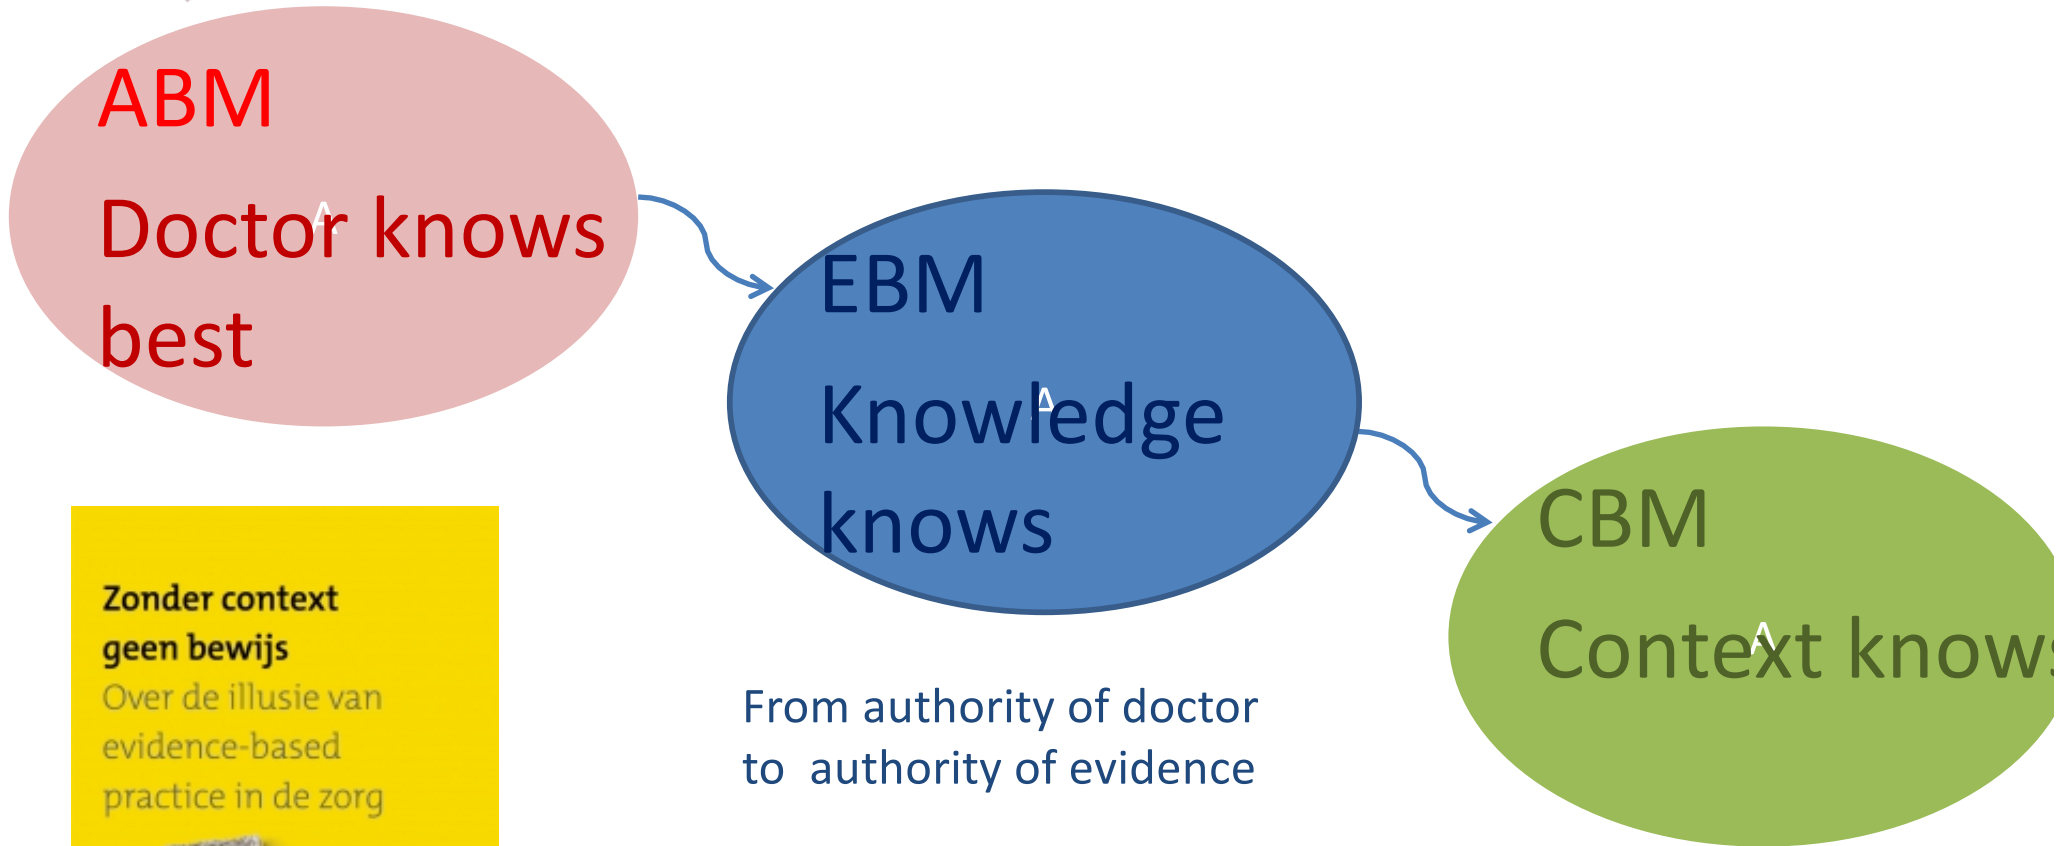 ABM
Doctor knows
best
A
EBM
Knowledge
knows
A
CBM
Context knows
A
Zonder context
geen bewijs
Over de illusie van
evidence-based
practice in de zorg
From authority of doctor
to authority of evidence